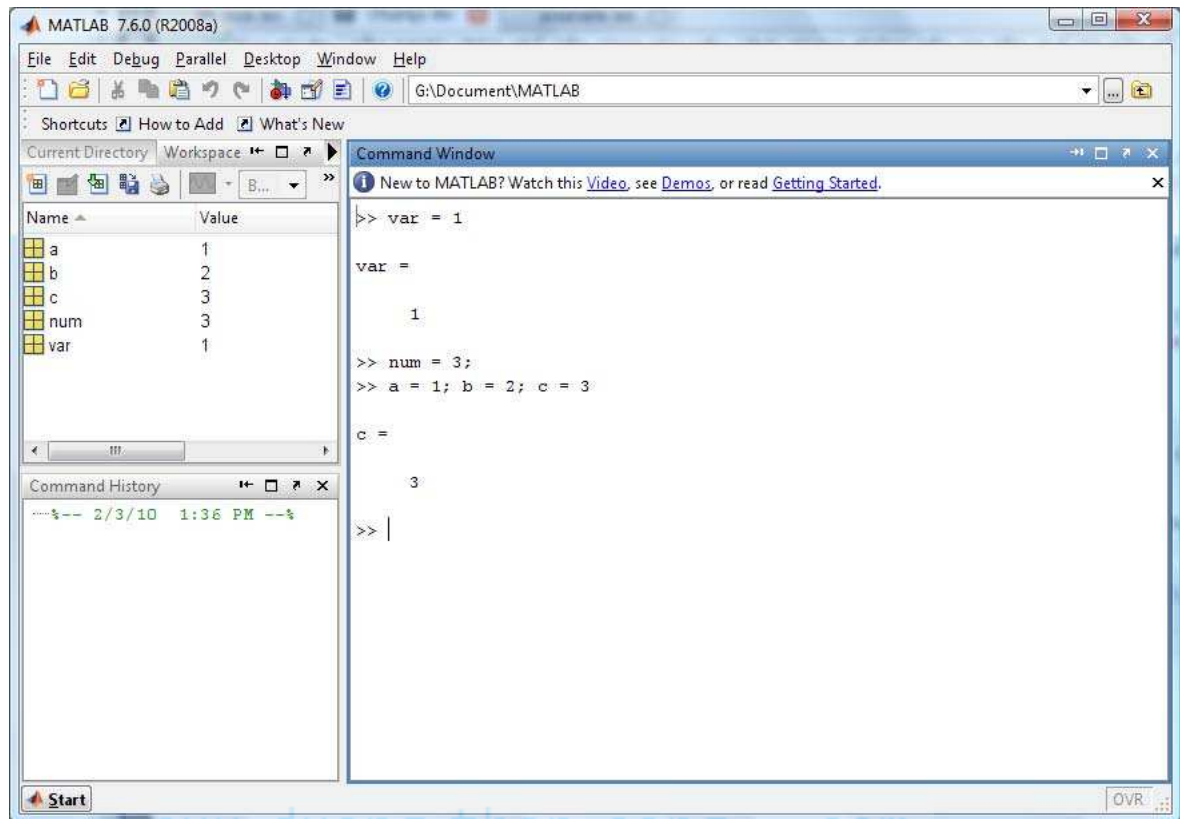 MATLAB 7.6.0 (R2008a)
File Edit Debug Parallel Desktop Window Help
G:\Document\MATLAB
Shortcuts How to Add What's New
Current Directory Workspace
B...
Name Value
a 1
b 2
c 3
num 3
var 1
Command History
%-- 2/3/10 1:36 PM --%
Command Window
New to MATLAB? Watch this Video, see Demos, or read Getting Started.
>> var = 1
var =
1
>> num = 3;
>> a = 1; b = 2; c = 3
c =
3
>>
Start
OVR